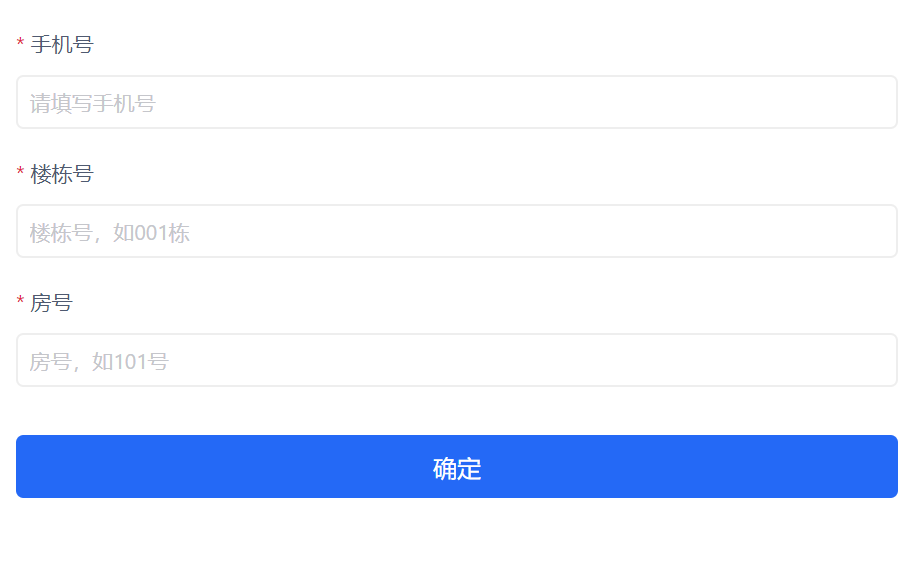 * 手机号
请填写手机号
* 楼栋号
楼栋号，如001栋
* 房号
房号，如101号
确定